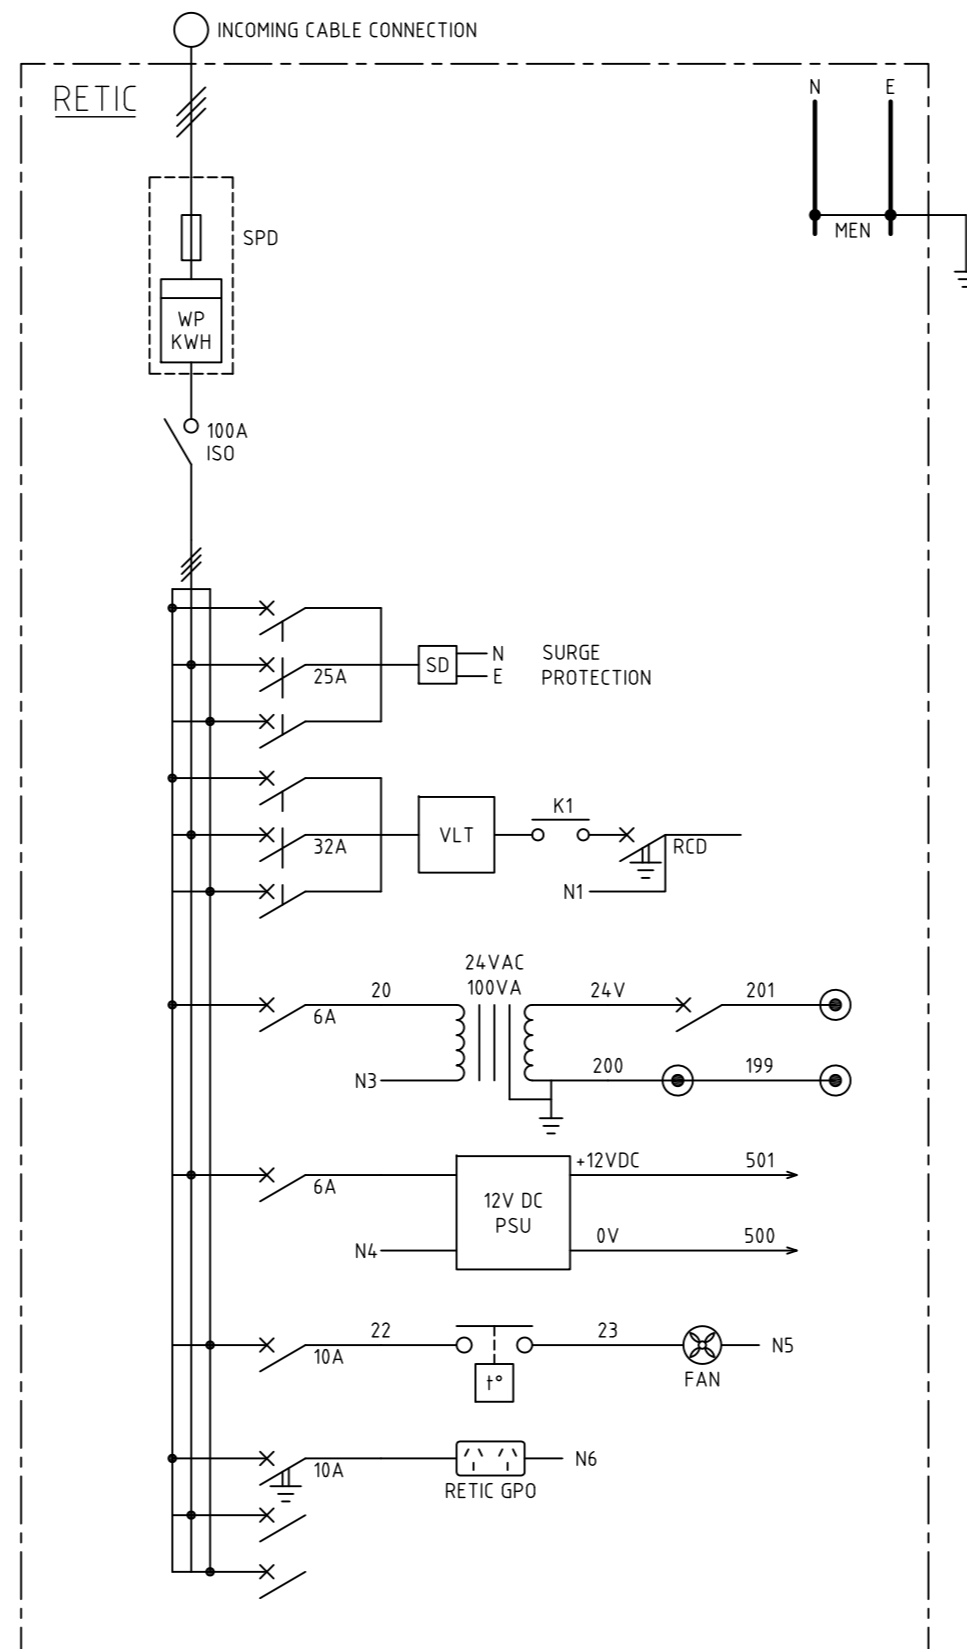 INCOMING CABLE CONNECTION
RETIC
N
E
MEN
SPD
WP
KWH
100A
ISO
25A
SD
N
E
SURGE
PROTECTION
32A
VLT
K1
RCD
N1
24VAC
100VA
20
6A
24V
201
N3
200
199
6A
12V DC
PSU
+12VDC
501
N4
0V
500
22
10A
t°
23
FAN
N5
10A
RETIC GPO
N6